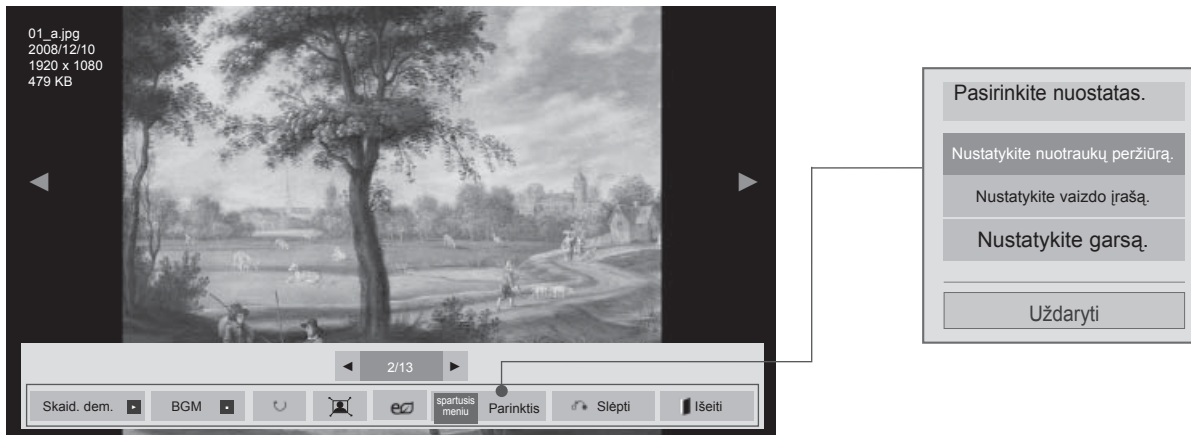 01_a.jpg
2008/12/10
1920 x 1080
479 KB
2/13
Skaid. dem.
BGM
spartusis
meniu
Parinktis
Slėpti
Išeiti
Pasirinkite nuostatas.
Nustatykite nuotraukų peržiūrą.
Nustatykite vaizdo įrašą.
Nustatykite garsą.
Uždaryti